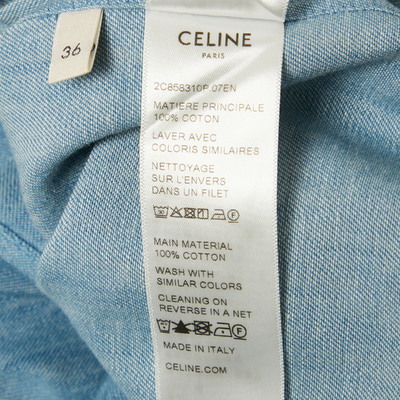 36
CELINE
PARIS
2C858310P.07EN
MATIÈRE PRINCIPALE
100% COTON
LAVER AVEC
COLORIS SIMILAIRES
NETTOYAGE
SUR L'ENVERS
DANS UN FILET
MAIN MATERIAL
100% COTTON
WASH WITH
SIMILAR COLORS
CLEANING ON
REVERSE IN A NET
MADE IN ITALY
CELINE.COM